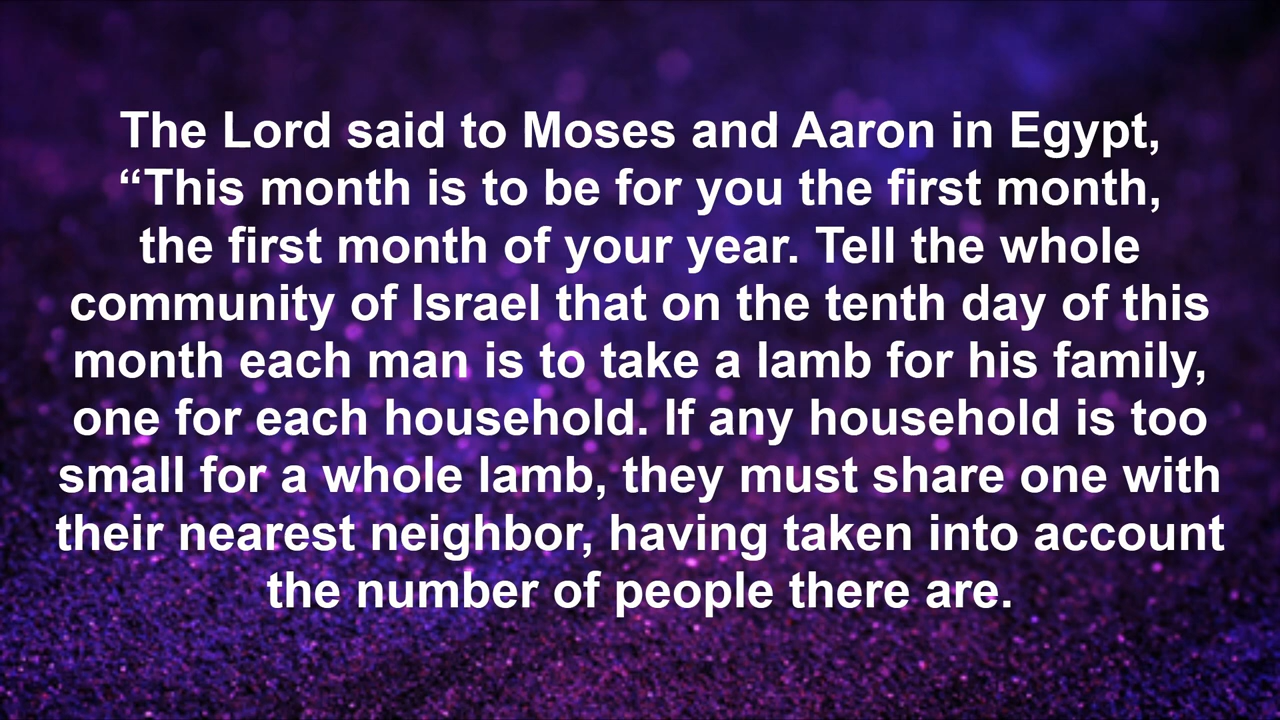 The Lord said to Moses and Aaron in Egypt,
“This month is to be for you the first month,
the first month of your year. Tell the whole
community of Israel that on the tenth day of this
month each man is to take a lamb for his family,
one for each household. If any household is too
small for a whole lamb, they must share one with
their nearest neighbor, having taken into account
the number of people there are.